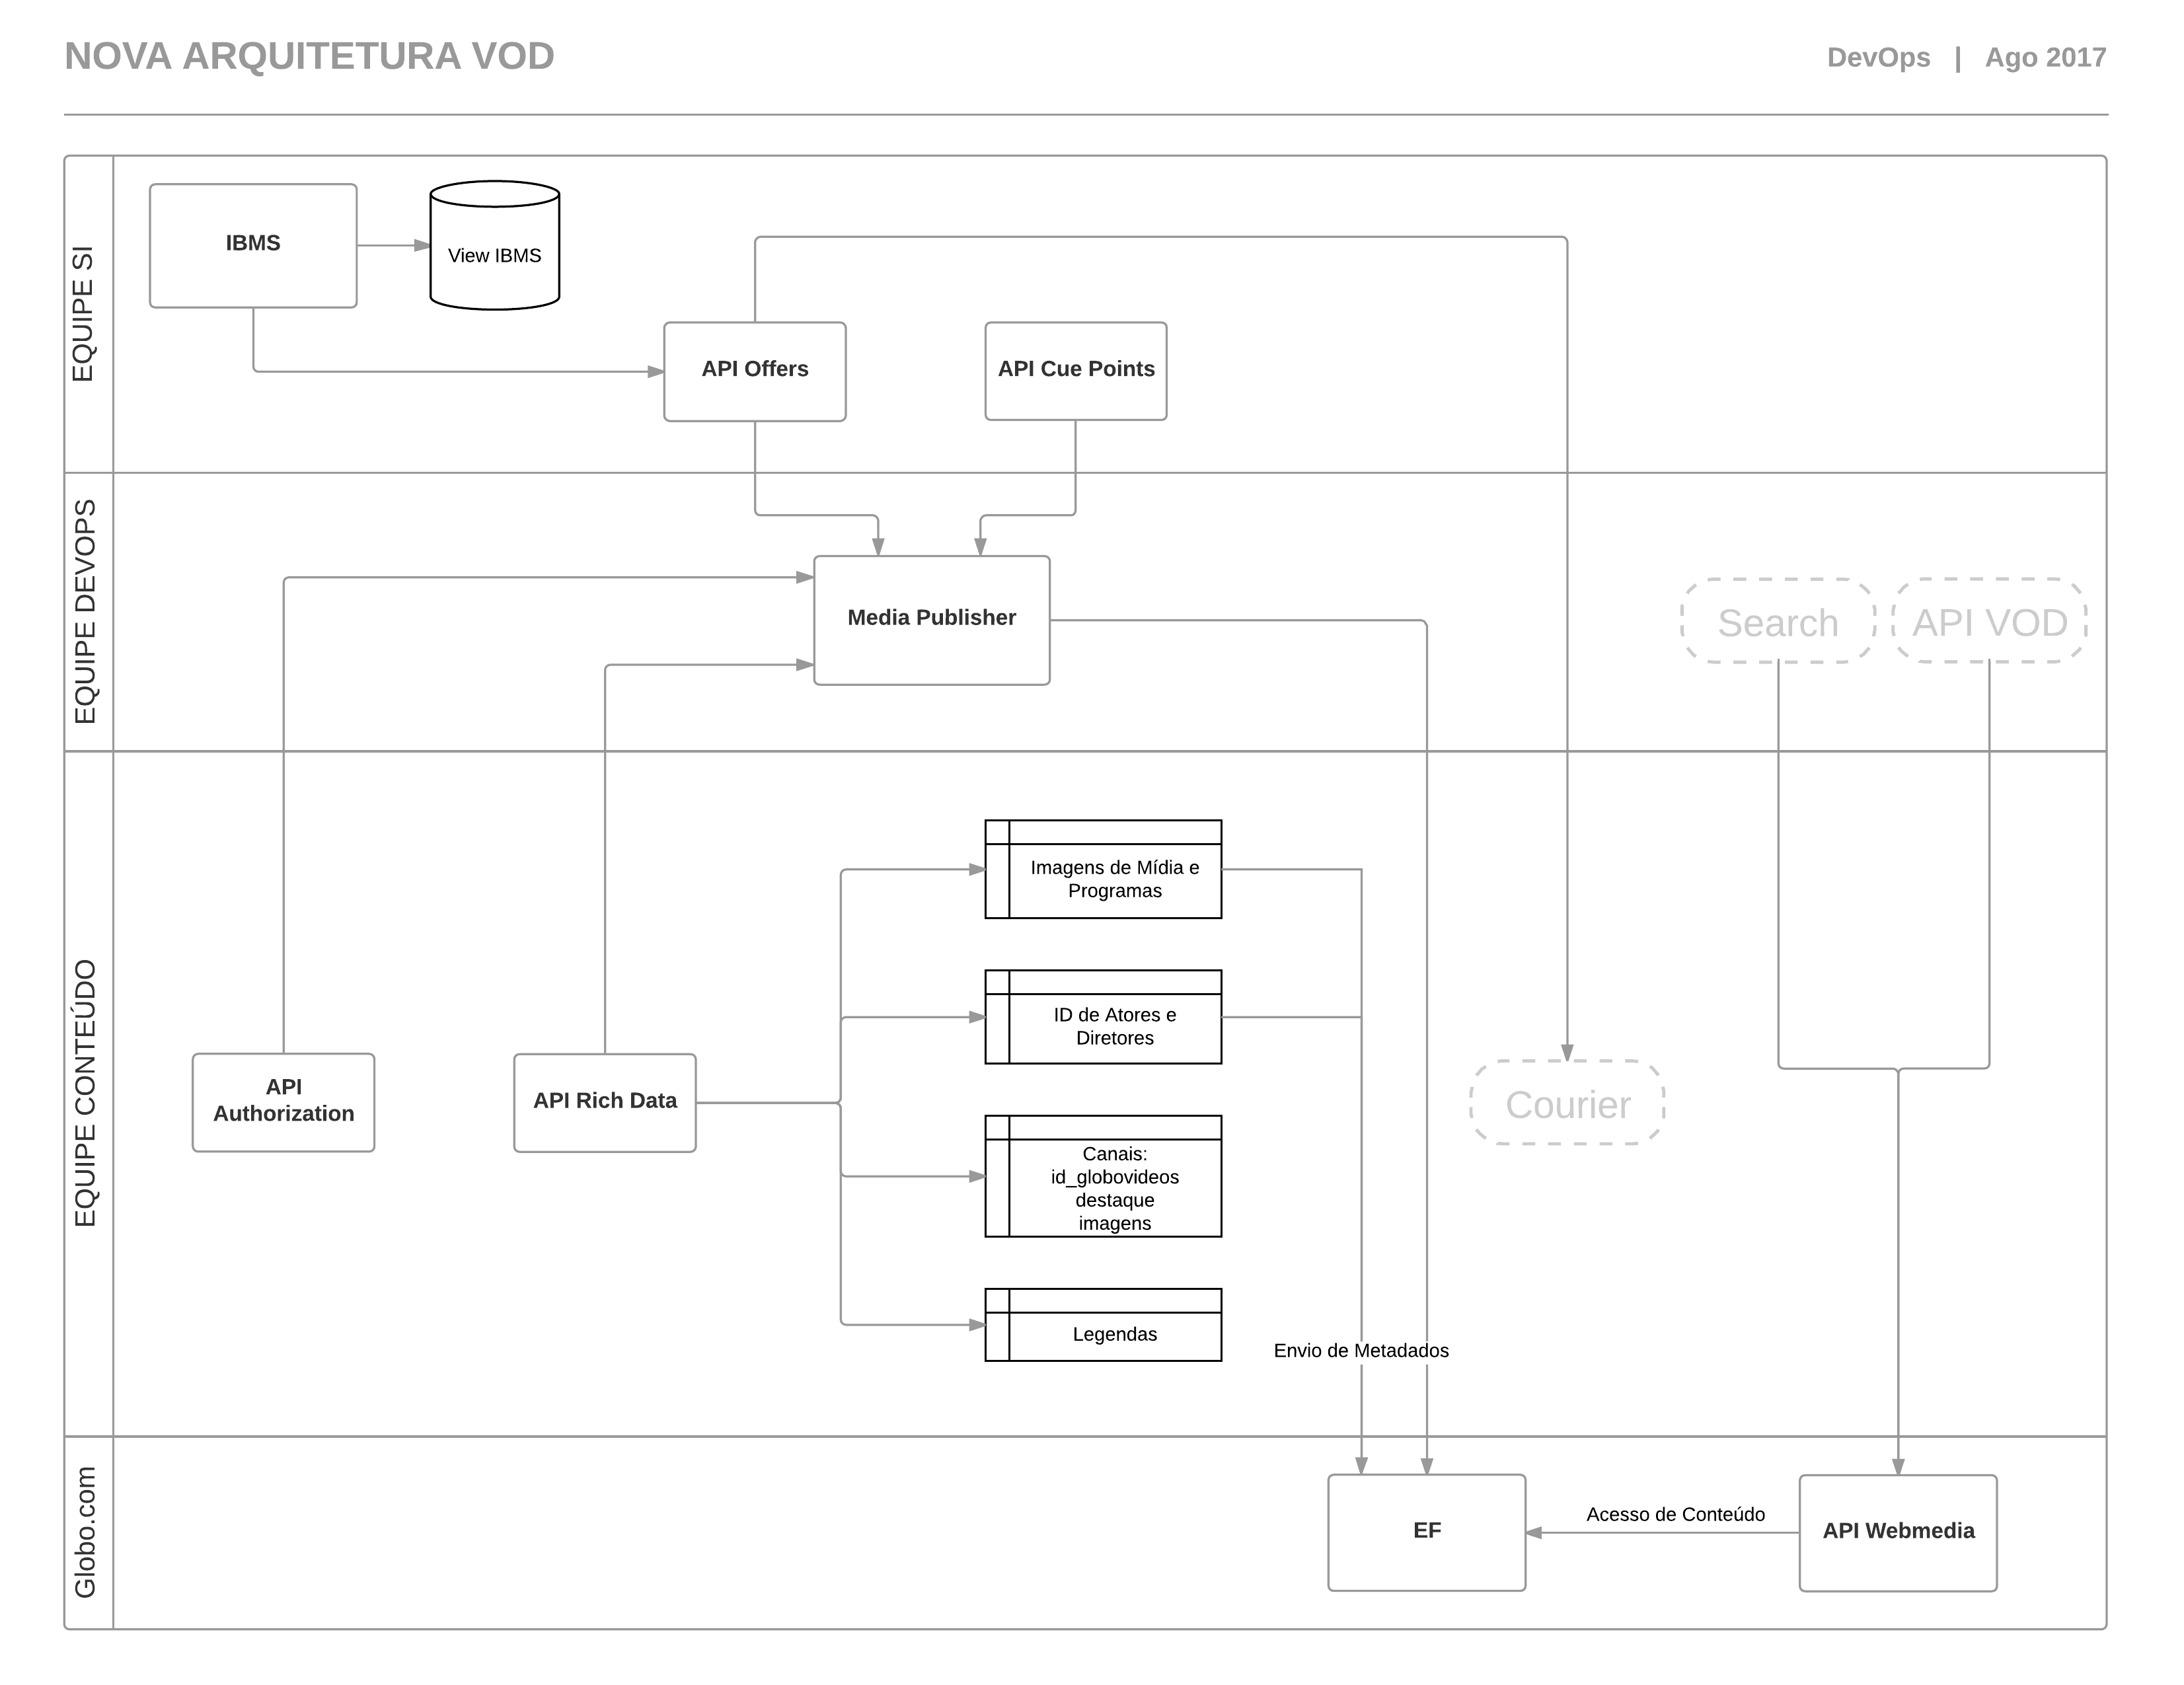 NOVA ARQUITETURA VOD
DevOps | Ago 2017
EQUIPE SI
IBMS
View IBMS
API Offers
API Cue Points
EQUIPE DEVOPS
Media Publisher
Search
API VOD
EQUIPE CONTEÚDO
API
Authorization
API Rich Data
Imagens de Mídia e
Programas
ID de Atores e
Diretores
Canais:
id_globovideos
destaque
imagens
Legendas
Courier
Envio de Metadados
Globo.com
EF
Acesso de Conteúdo
API Webmedia